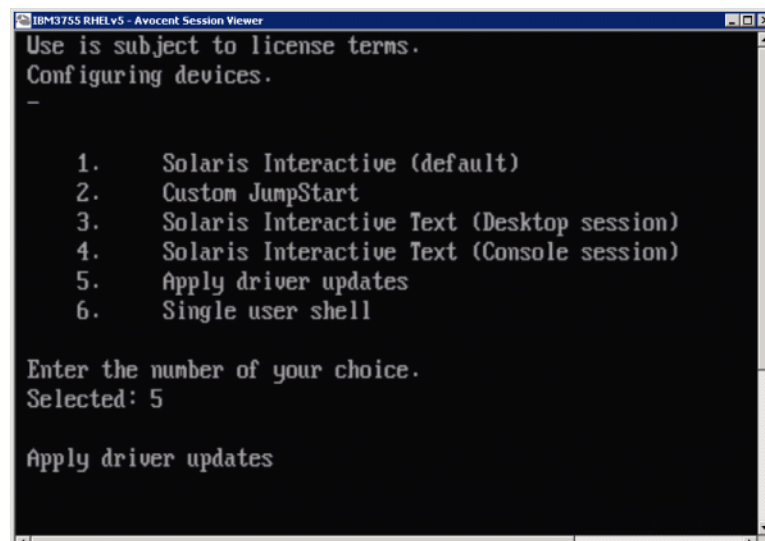 IBM3755 RHELv5 - Avocent Session Viewer
Use is subject to license terms.
Configuring devices.
-
1. Solaris Interactive (default)
2. Custom JumpStart
3. Solaris Interactive Text (Desktop session)
4. Solaris Interactive Text (Console session)
5. Apply driver updates
6. Single user shell
Enter the number of your choice.
Selected: 5
Apply driver updates